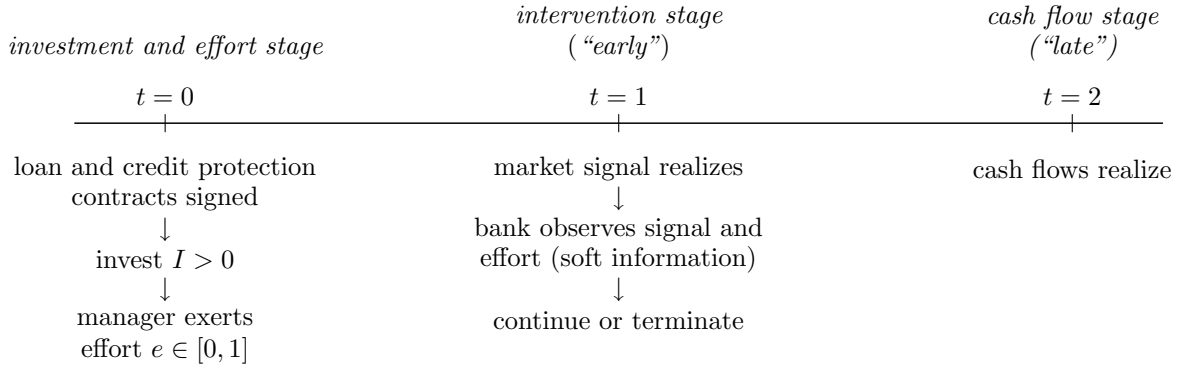 investment and effort stage
intervention stage
(“early”)
cash flow stage
(“late”)
t = 0
t = 1
t = 2
loan and credit protection
contracts signed
↓
invest I > 0
↓
manager exerts
effort e ∈ [0, 1]
market signal realizes
↓
bank observes signal and
effort (soft information)
↓
continue or terminate
cash flows realize